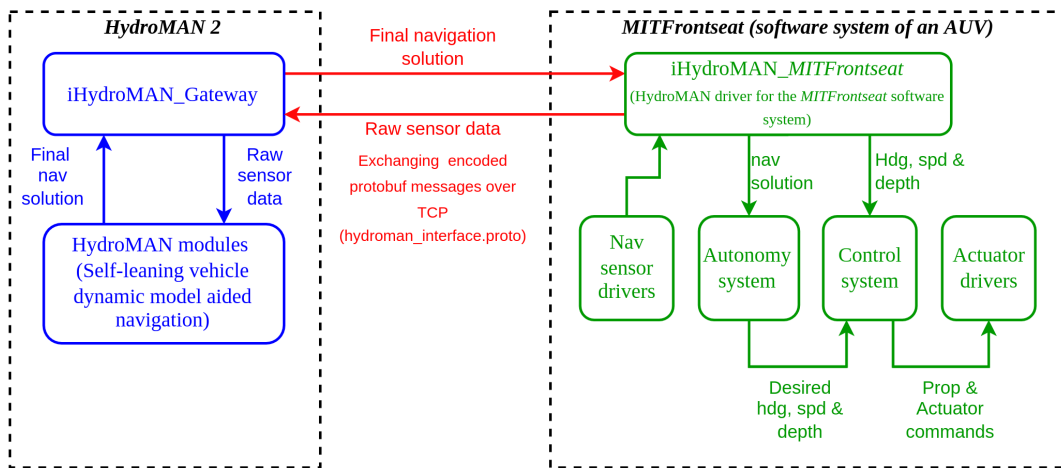 HydroMAN 2
iHydroMAN_Gateway
Final
nav
solution
Raw
sensor
data
HydroMAN modules
(Self-leaning vehicle
dynamic model aided
navigation)
Final navigation
solution
Raw sensor data
Exchanging encoded
protobuf messages over
TCP
(hydroman_interface.proto)
MITFrontseat (software system of an AUV)
iHydroMAN_MITFrontseat
(HydroMAN driver for the MITFrontseat software
system)
nav
solution
Hdg, spd &
depth
Nav
sensor
drivers
Autonomy
system
Control
system
Actuator
drivers
Desired
hdg, spd &
depth
Prop &
Actuator
commands